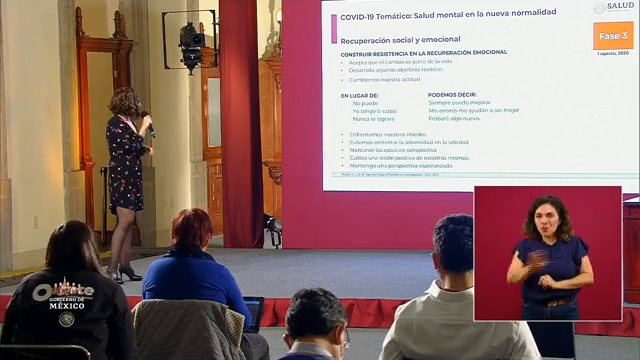 COVID-19 Temático: Salud mental en la nueva normalidad
SALUD
Fase 3
1 agosto, 2020
Recuperación social y emocional
CONSTRUIR RESISTENCIA EN LA RECUPERACIÓN EMOCIONAL
• Acepta que el cambio es parte de la vida
• Desarrolla algunos objetivos realistas
• Cambiemos nuestra actitud
EN LUGAR DE: PODEMOS DECIR:
No puedo Siempre puedo mejorar
Yo tengo la culpa Mis errores me ayudan a ser mejor
Nunca lo lograré Probaré algo nuevo.
• Enfrentemos nuestros miedos
• Evitemos enfrentar la adversidad en la soledad
• Mantener las cosas en perspectiva
• Cultiva una visión positiva de nosotros mismos.
• Mantenga una perspectiva esperanzada
GOBIERNO DE
MÉXICO